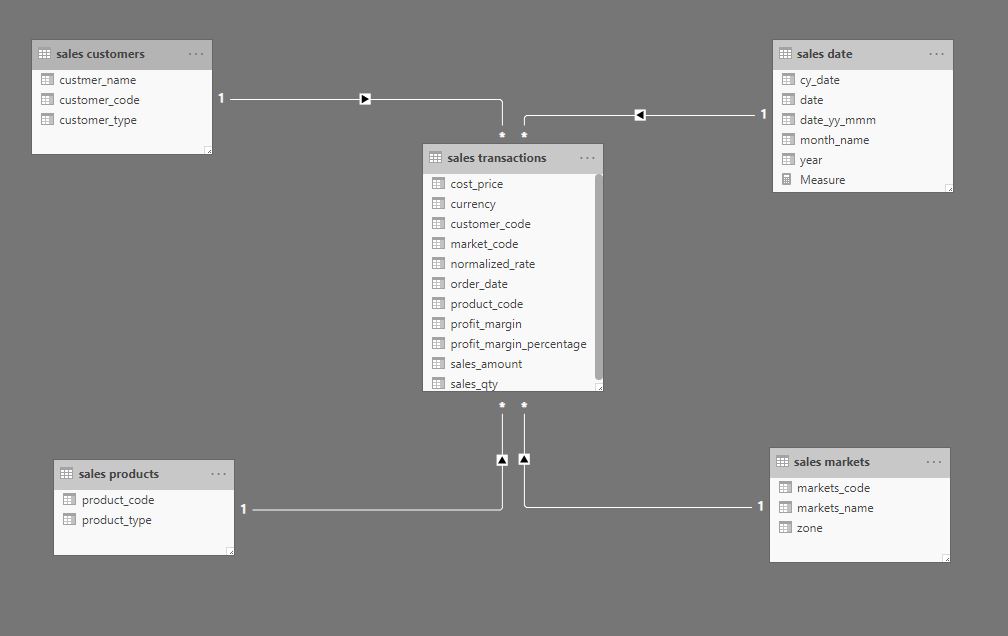 sales customers
custmer_name
customer_code
customer_type
1
sales date
cy_date
date
date_yy_mmm
month_name
year
Measure
1
* *
sales transactions
cost_price
currency
customer_code
market_code
normalized_rate
order_date
product_code
profit_margin
profit_margin_percentage
sales_amount
sales_qty
* *
sales products
product_code
product_type
1
sales markets
markets_code
markets_name
zone
1